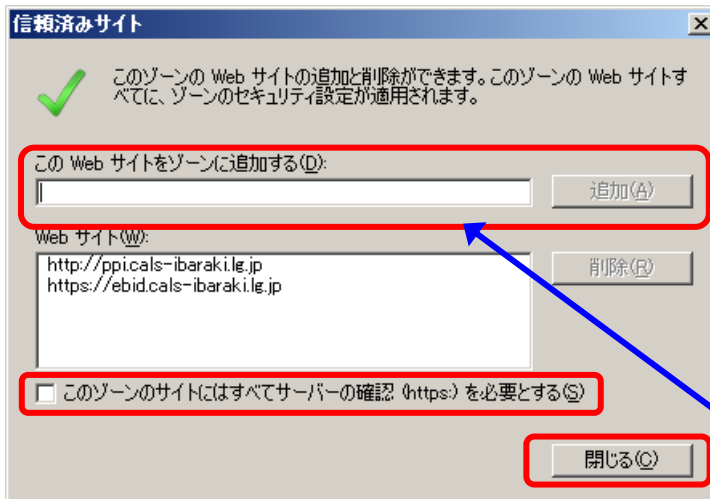 信頼済みサイト
このゾーンの Web サイトの追加と削除ができます。このゾーンの Web サイトす
べてに、ゾーンのセキュリティ設定が適用されます。
この Web サイトをゾーンに追加する(D):
追加(A)
Web サイト(W):
http://ppi.cals-ibaraki.lg.jp
https://ebid.cals-ibaraki.lg.jp
削除(R)
このゾーンのサイトにはすべてサーバーの確認 (https:) を必要とする(S)
閉じる(C)